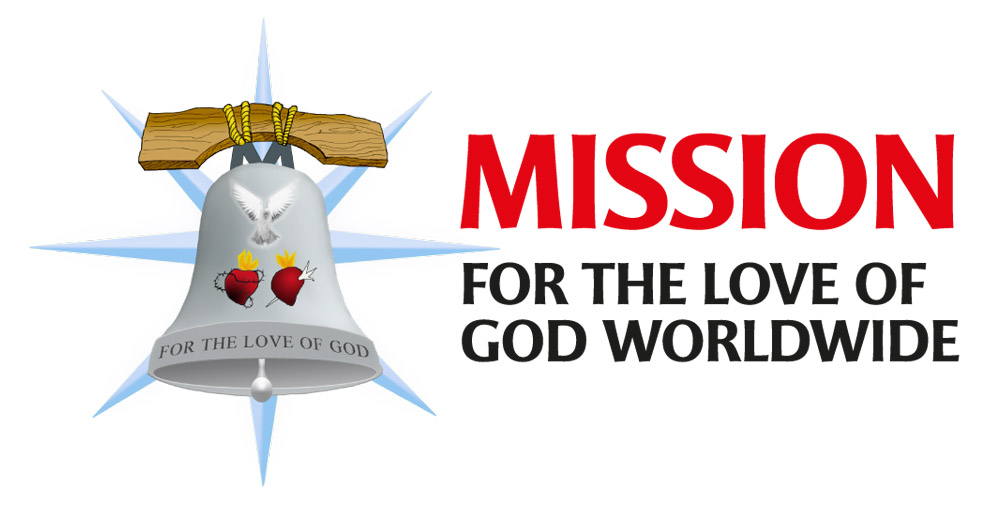 FOR THE LOVE OF GOD
MISSION
FOR THE LOVE OF
GOD WORLDWIDE